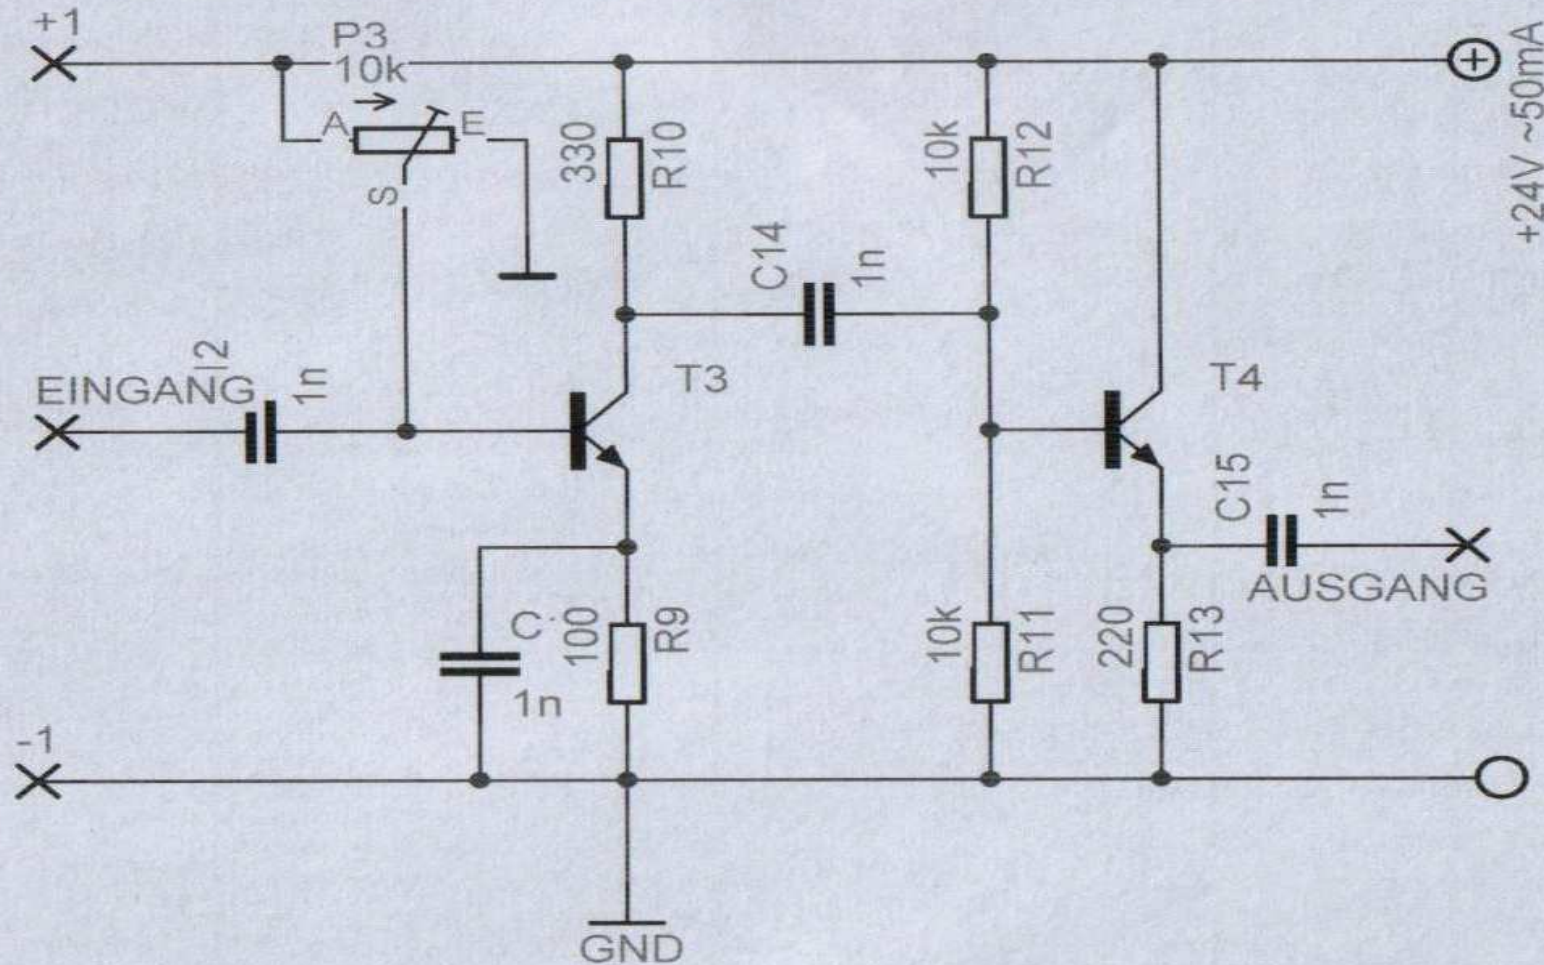 +1
P3
10k
A
E
S
330
R10
10k
R12
+24V ~50mA
C14
1n
EINGANG
1n
T3
T4
C15
1n
AUSGANG
C
1n
100
R9
10k
R11
220
R13
-1
GND